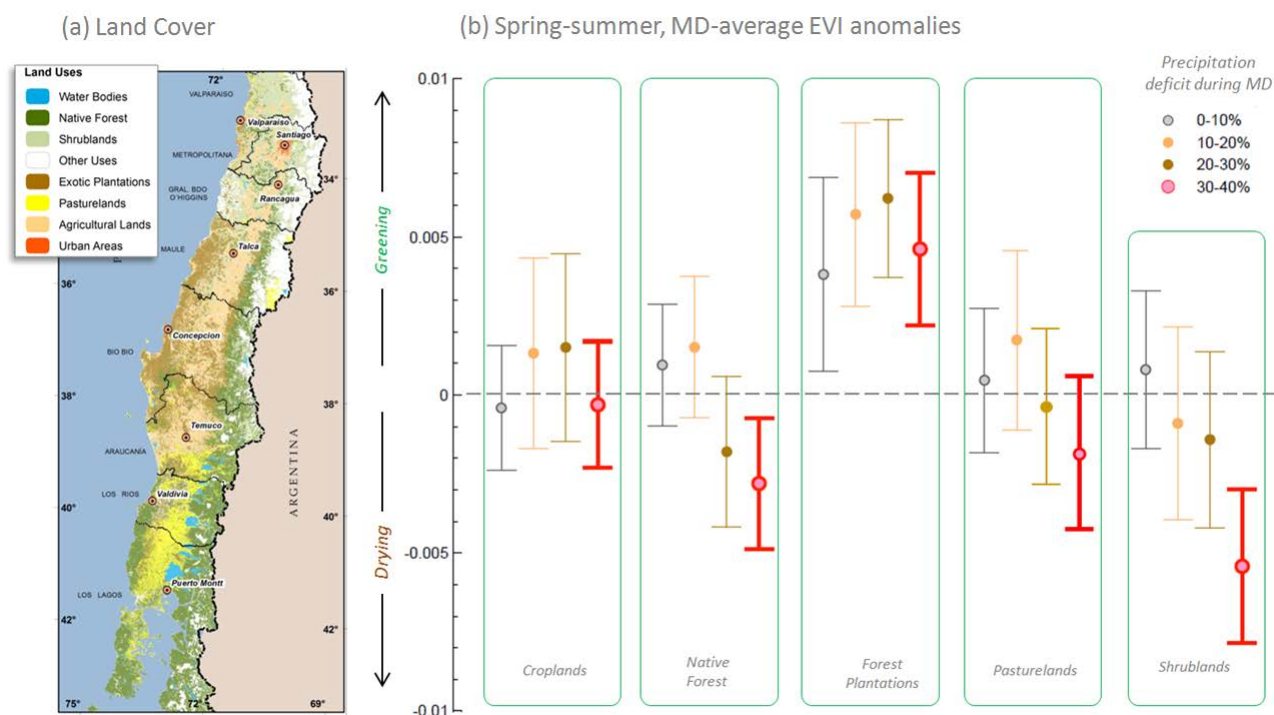 (a) Land Cover
Land Uses
Water Bodies
Native Forest
Shrublands
Other Uses
Exotic Plantations
Pasturelands
Agricultural Lands
Urban Areas
72°
VALPARAISO
Valparaiso
Santiago
METROPOLITANA
34°
GRAL. BDO
O'HIGGINS
Rancagua
MAULE
Talca
36°
36°
Concepcion
BIO BIO
38°
38°
Temuco
ARAUCANÍA
ARGENTINA
LOS RIOS
Valdivia
40°
40°
Puerto Montt
LOS LAGOS
42°
42°
75°
72°
69°
(b) Spring-summer, MD-average EVI anomalies
Greening
Drying
0.01
0.005
0
-0.005
-0.01
Croplands
Native
Forest
Forest
Plantations
Pasturelands
Shrublands
Precipitation
deficit during MD
0-10%
10-20%
20-30%
30-40%